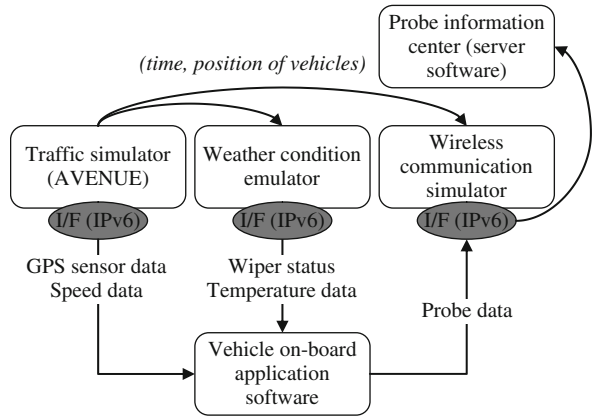 Probe information
center (server
software)
(time, position of vehicles)
Traffic simulator
(AVENUE)
Weather condition
emulator
Wireless
communication
simulator
I/F (IPv6)
I/F (IPv6)
I/F (IPv6)
GPS sensor data
Speed data
Wiper status
Temperature data
Probe data
Vehicle on-board
application
software